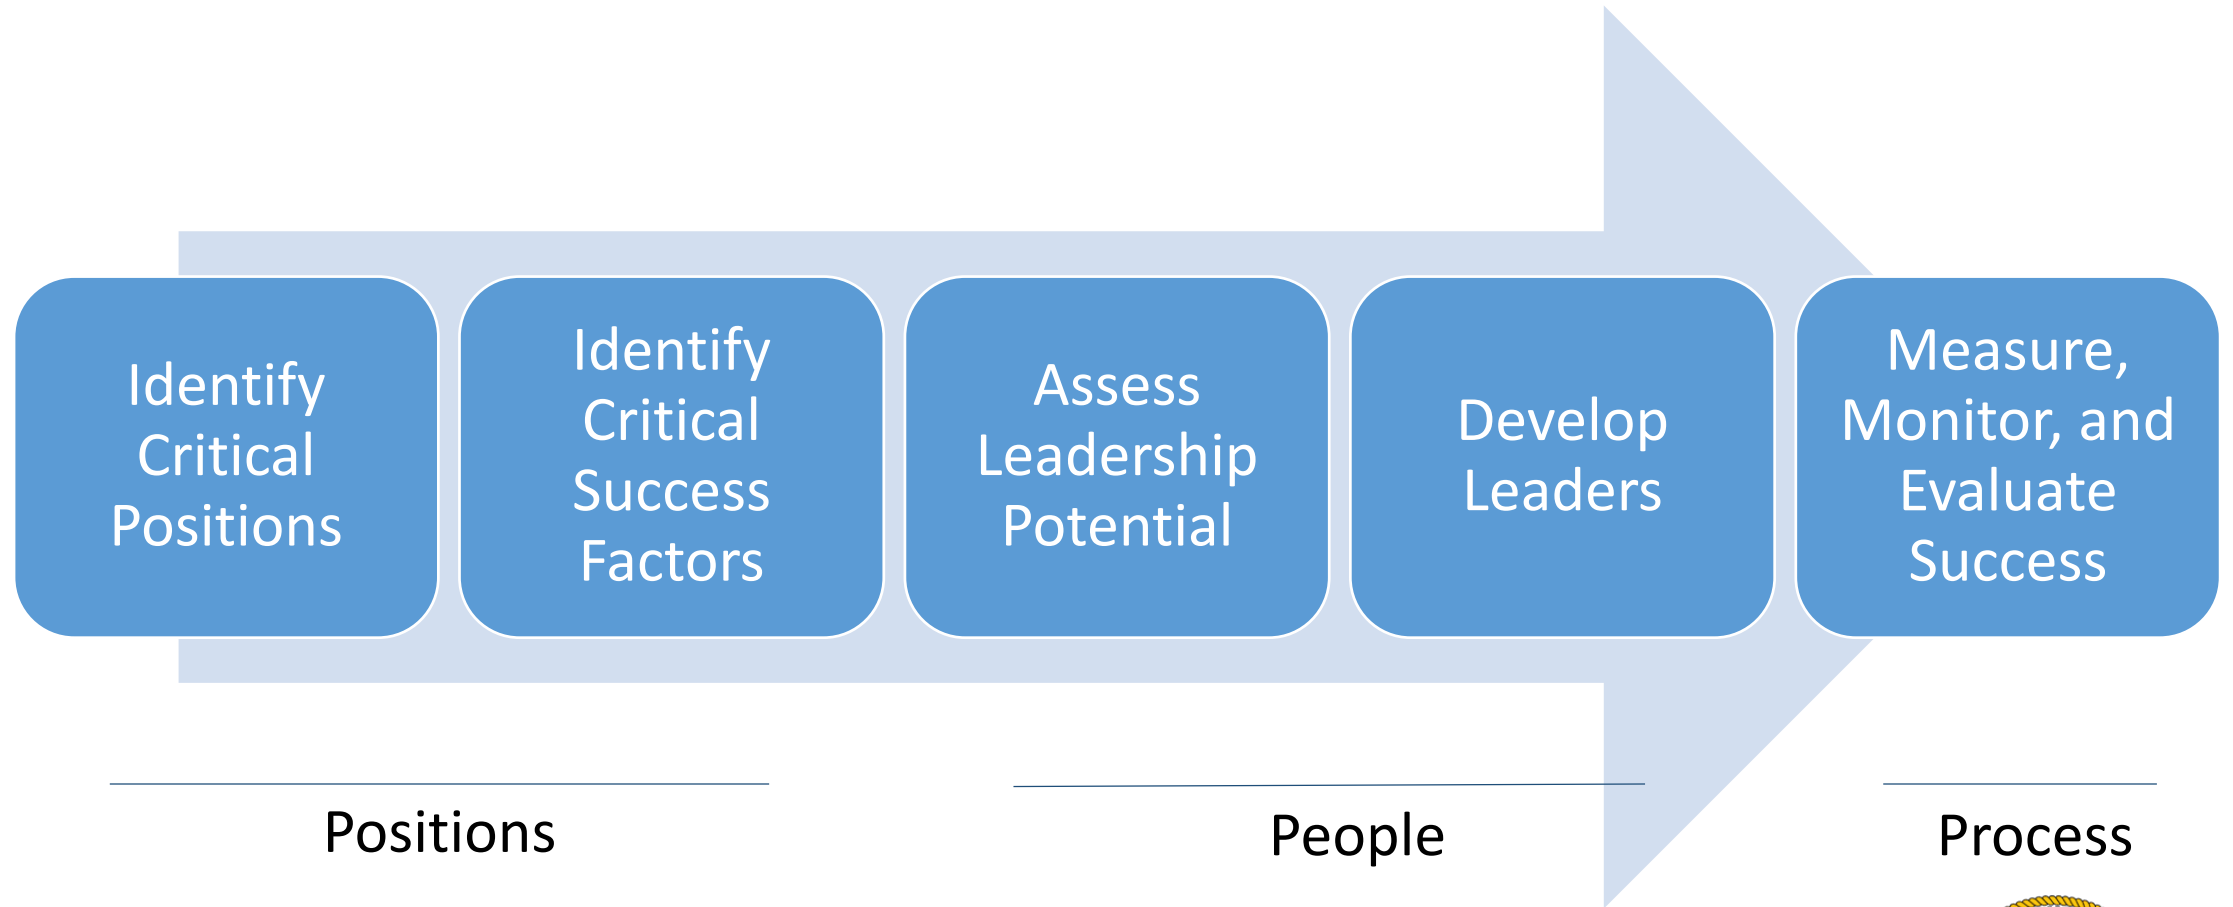 Identify
Critical
Positions
Identify
Critical
Success
Factors
Assess
Leadership
Potential
Develop
Leaders
Measure,
Monitor, and
Evaluate
Success
Positions
People
Process